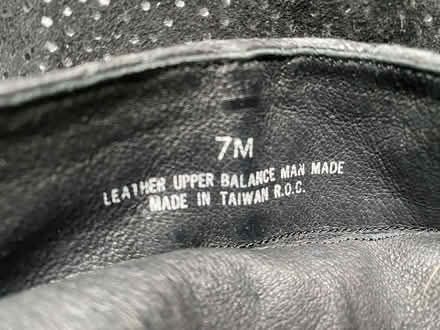 7M
LEATHER UPPER BALANCE MAN MADE
MADE IN TAIWAN R.O.C.